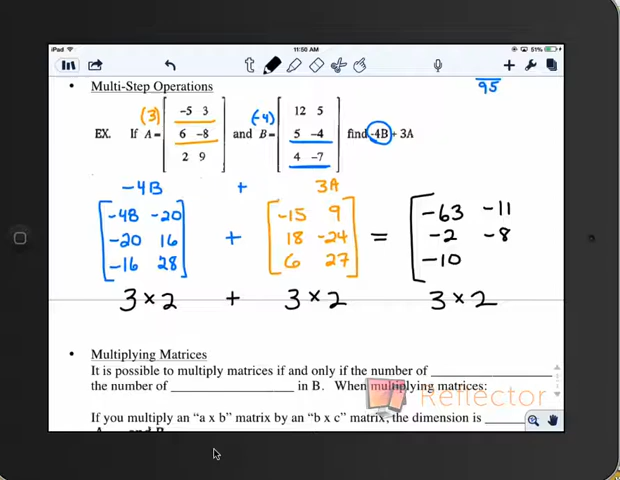 iPad
11:50 AM
51%
t
95
• Multi-Step Operations
(3) (-4)
-5 3 12 5
EX. If A = 6 -8 and B = 5 -4 find -4B + 3A
2 9 4 -7
-4B + 3A
-48 -20 -15 9 -63 -11
-20 16 + 18 -24 = -2 -8
-16 28 6 27 -10
3 × 2 + 3 × 2 3 × 2
• Multiplying Matrices
It is possible to multiply matrices if and only if the number of ________________
the number of ________________ in B. When multiplying matrices:
Reflector
If you multiply an "a x b" matrix by an "b x c" matrix, the dimension is ______